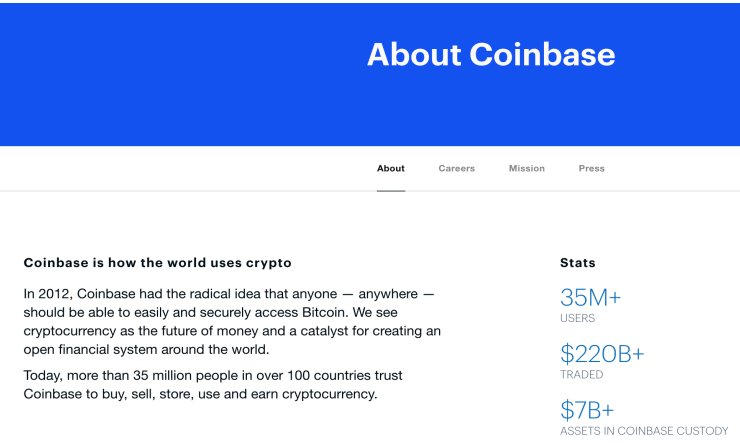 About Coinbase
About
Careers
Mission
Press
Coinbase is how the world uses crypto
In 2012, Coinbase had the radical idea that anyone — anywhere —
should be able to easily and securely access Bitcoin. We see
cryptocurrency as the future of money and a catalyst for creating an
open financial system around the world.
Today, more than 35 million people in over 100 countries trust
Coinbase to buy, sell, store, use and earn cryptocurrency.
Stats
35M+
USERS
$220B+
TRADED
$7B+
ASSETS IN COINBASE CUSTODY